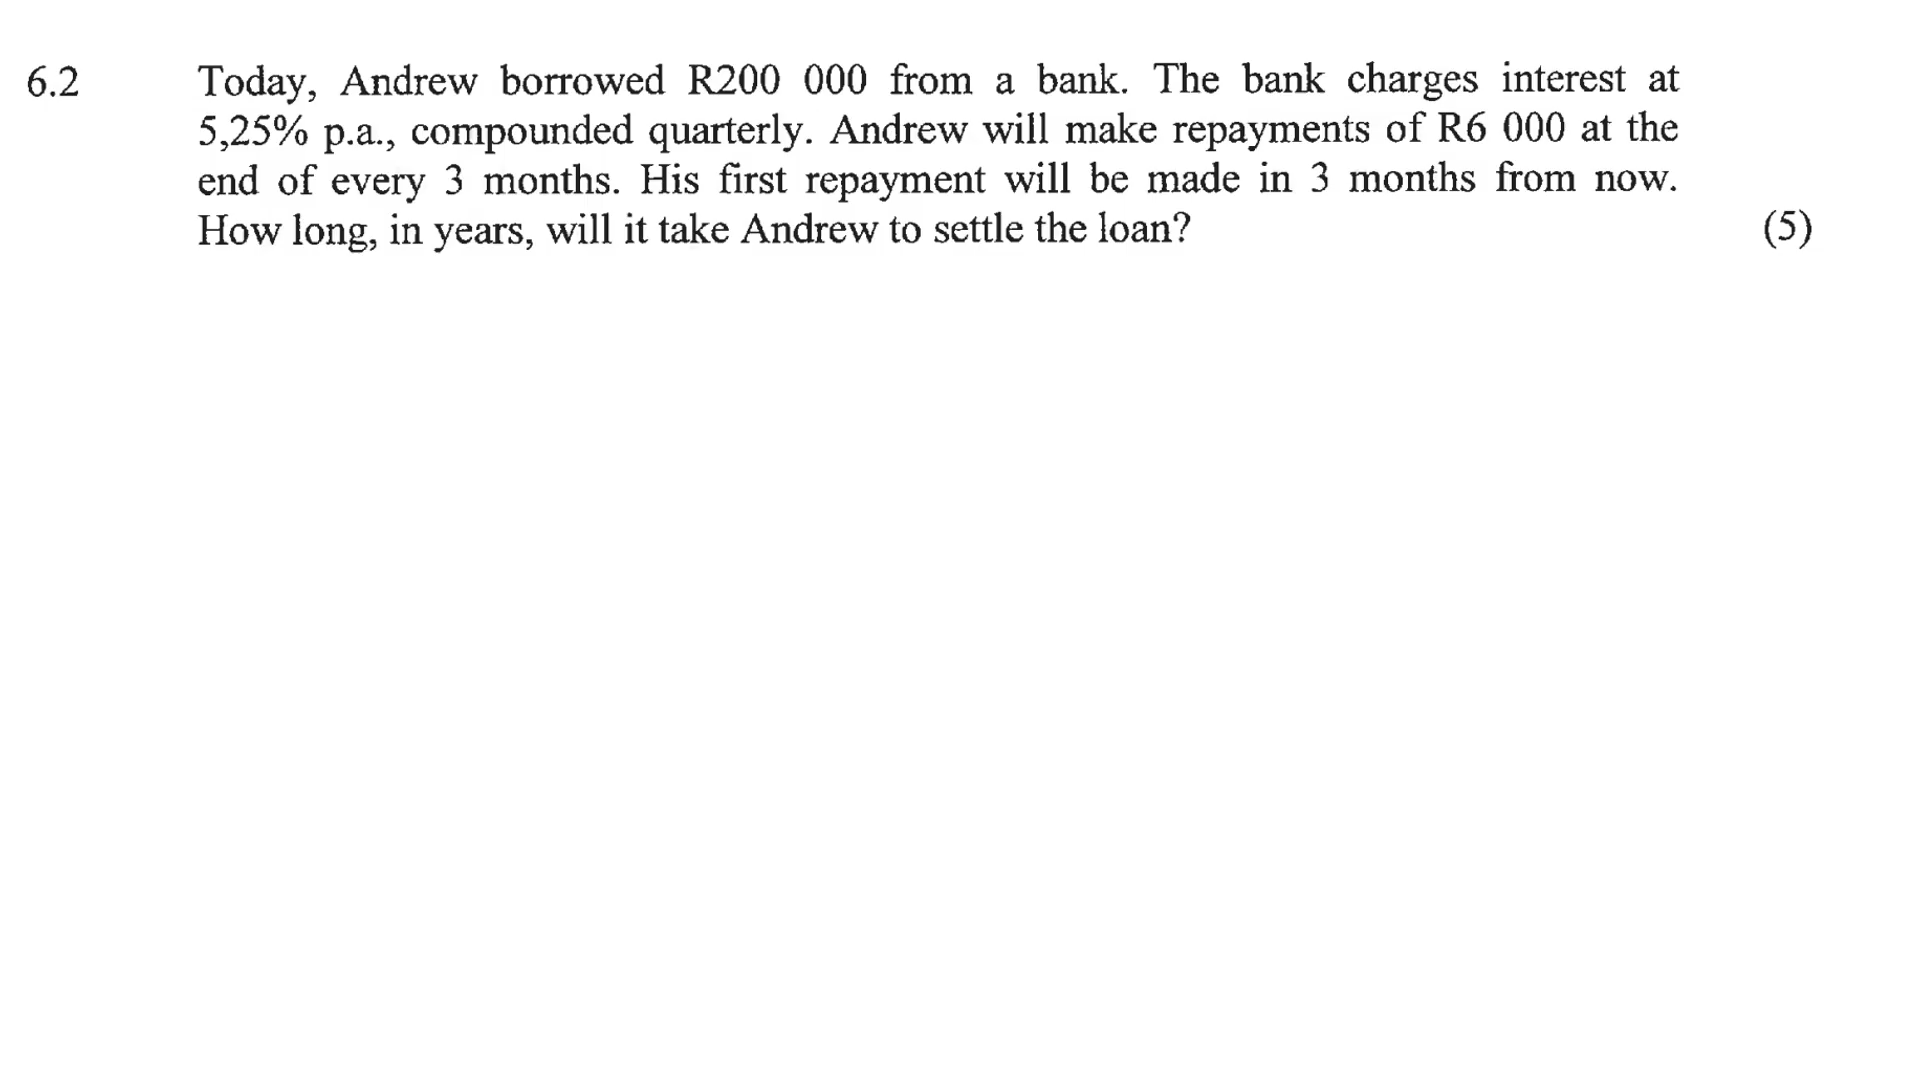 6.2 Today, Andrew borrowed R200 000 from a bank. The bank charges interest at
5,25% p.a., compounded quarterly. Andrew will make repayments of R6 000 at the
end of every 3 months. His first repayment will be made in 3 months from now.
How long, in years, will it take Andrew to settle the loan? (5)